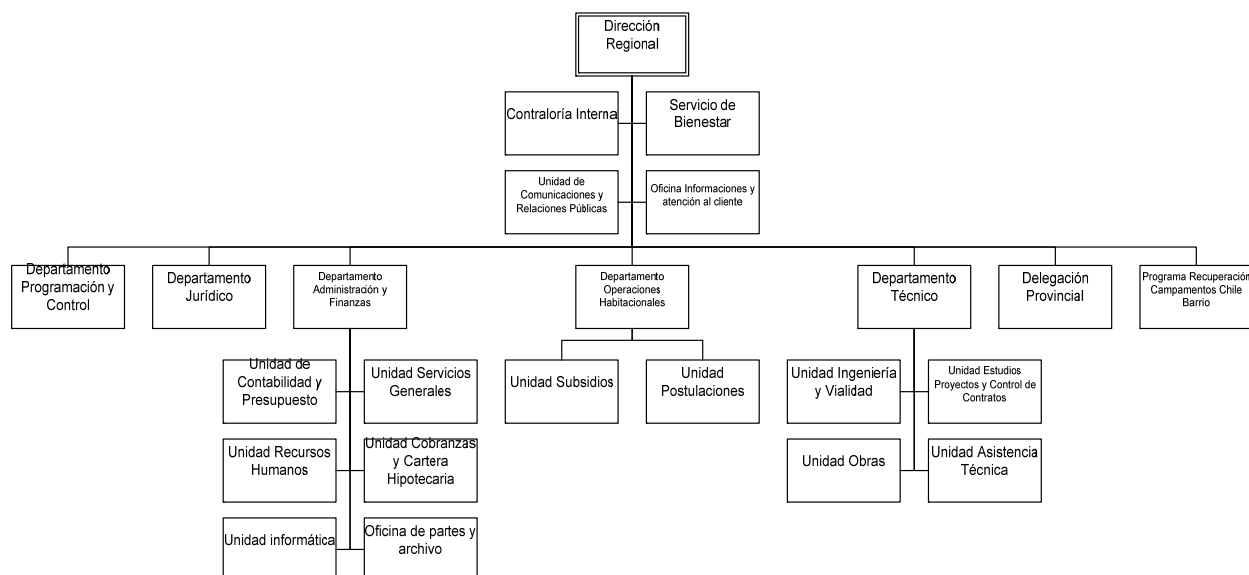 Dirección
Regional
Contraloría Interna
Servicio de
Bienestar
Unidad de
Comunicaciones y
Relaciones Públicas
Oficina Informaciones y
atención al cliente
Departamento
Programación y
Control
Departamento
Jurídico
Departamento
Administración y
Finanzas
Departamento
Operaciones
Habitacionales
Departamento
Técnico
Delegación
Provincial
Programa Recuperación
Campamentos Chile
Barrio
Unidad de
Contabilidad y
Presupuesto
Unidad Servicios
Generales
Unidad Subsidios
Unidad
Postulaciones
Unidad Ingeniería
y Vialidad
Unidad Estudios
Proyectos y Control de
Contratos
Unidad Recursos
Humanos
Unidad Cobranzas
y Cartera
Hipotecaria
Unidad Obras
Unidad Asistencia
Técnica
Unidad informática
Oficina de partes y
archivo